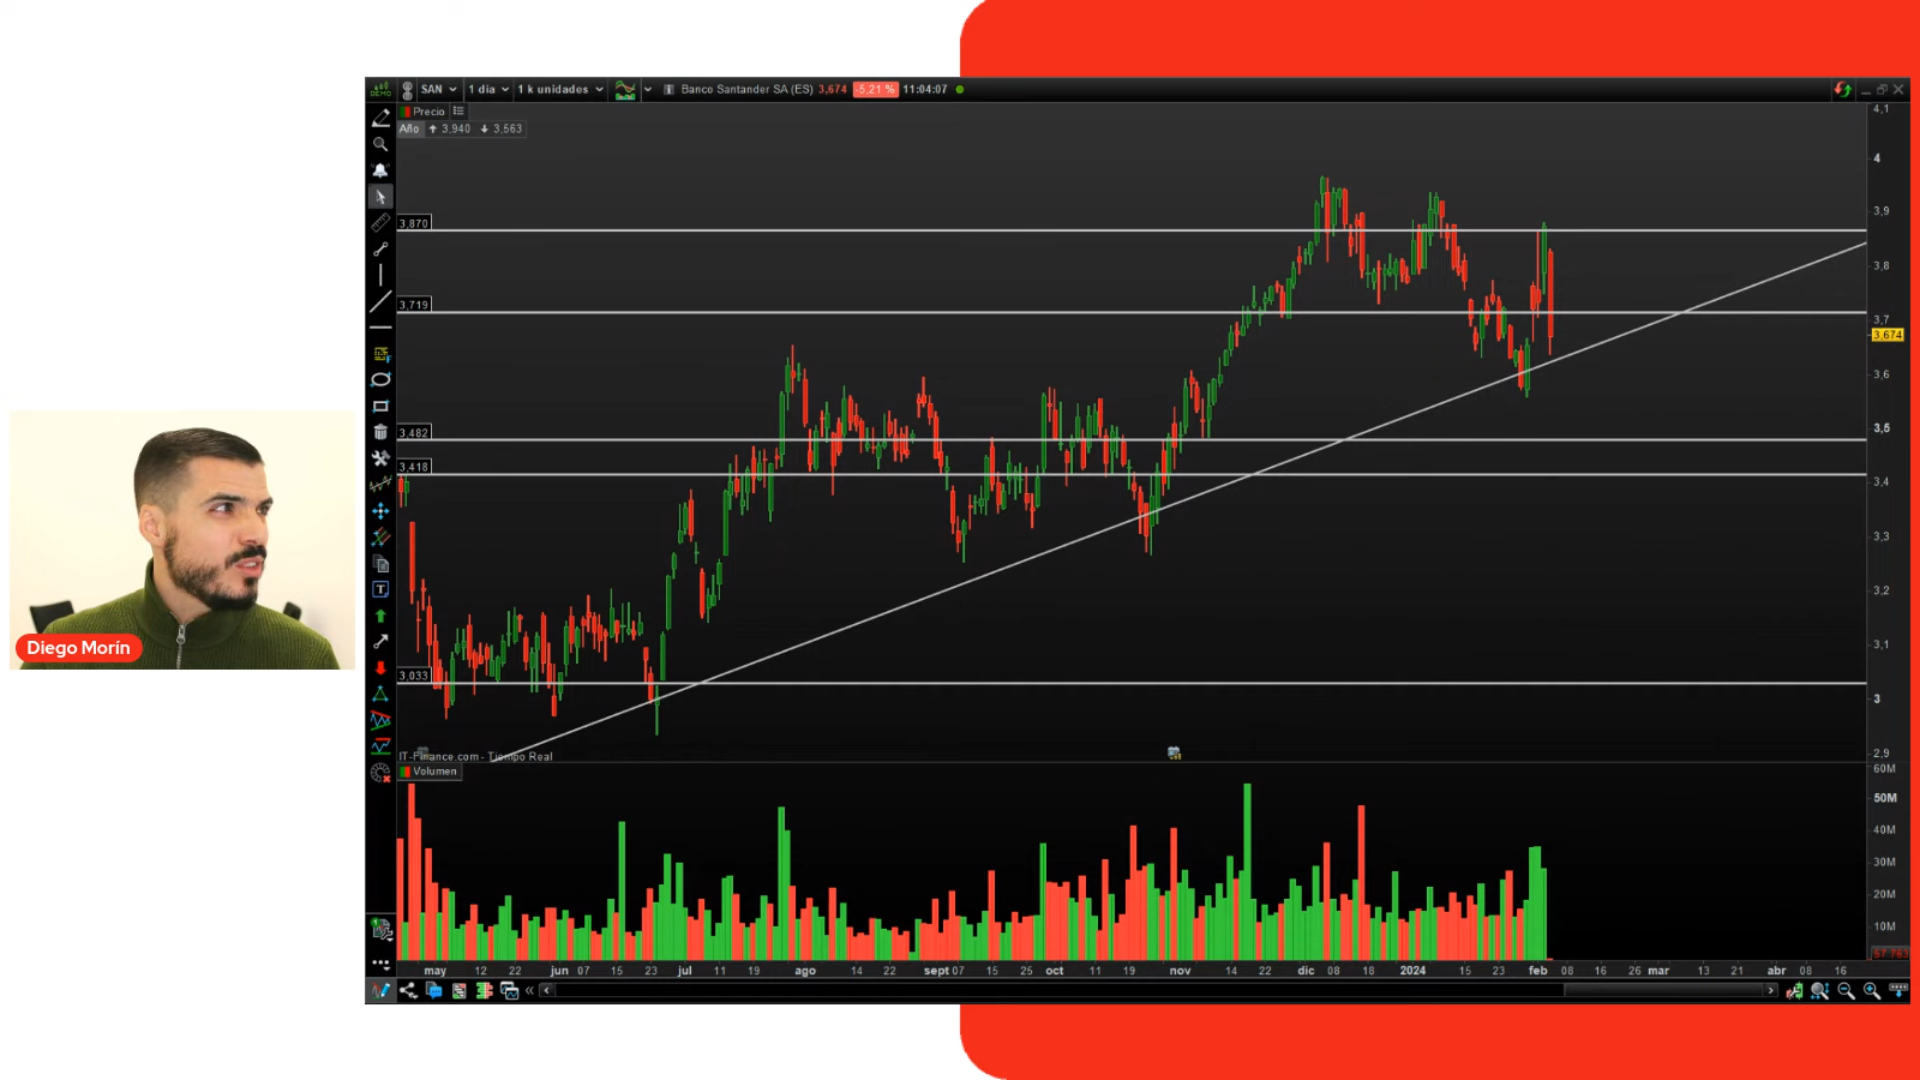 SAN 1 día 1 k unidades Banco Santander SA (ES) 3,674 -5,21 % 11:04:07
DEMO
Precio
Año 3,940 3,563
4,1
4
3,9
3,8
3,7
3,674
3,6
3,5
3,4
3,3
3,2
3,1
3
2,9
3,870
3,719
3,482
3,418
3,033
Diego Morín
IT-Finance.com - Tiempo Real
Volumen
60M
50M
40M
30M
20M
10M
57 763
may 12 22 jun 07 15 23 jul 11 19 ago 14 22 sept 07 15 25 oct 11 19 nov 14 22 dic 08 18 2024 15 23 feb 08 16 26 mar 13 21 abr 08 16